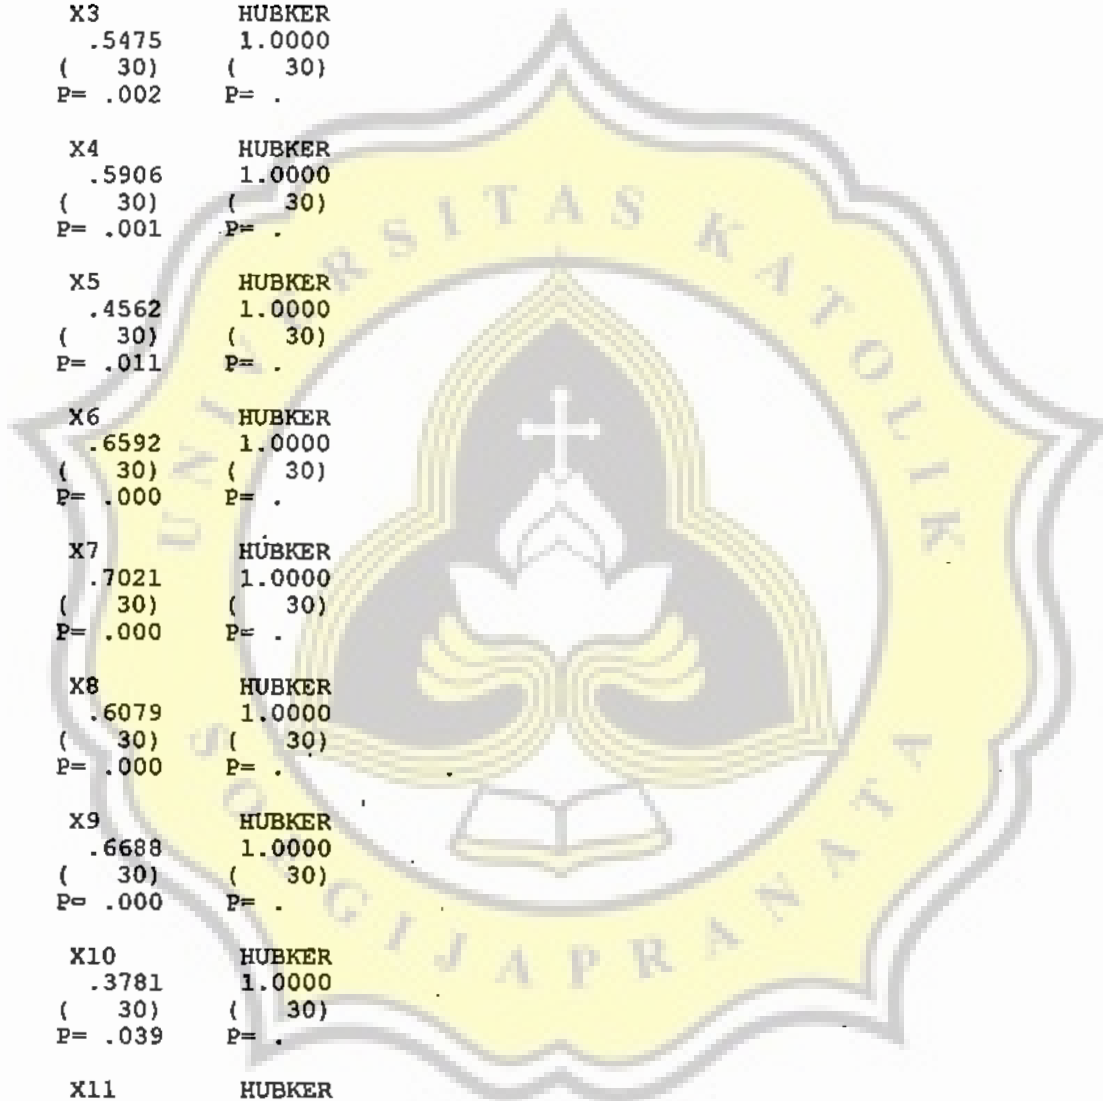 X3 HUBKER
.5475 1.0000
( 30) ( 30)
P= .002 P= .
X4 HUBKER
.5906 1.0000
( 30) ( 30)
P= .001 P= .
X5 HUBKER
.4562 1.0000
( 30) ( 30)
P= .011 P= .
X6 HUBKER
.6592 1.0000
( 30) ( 30)
P= .000 P= .
X7 HUBKER
.7021 1.0000
( 30) ( 30)
P= .000 P= .
X8 HUBKER
.6079 1.0000
( 30) ( 30)
P= .000 P= .
X9 HUBKER
.6688 1.0000
( 30) ( 30)
P= .000 P= .
X10 HUBKER
.3781 1.0000
( 30) ( 30)
P= .039 P= .
X11 HUBKER
UNIVERSITAS KATOLIK
SOEGIJAPRANATA